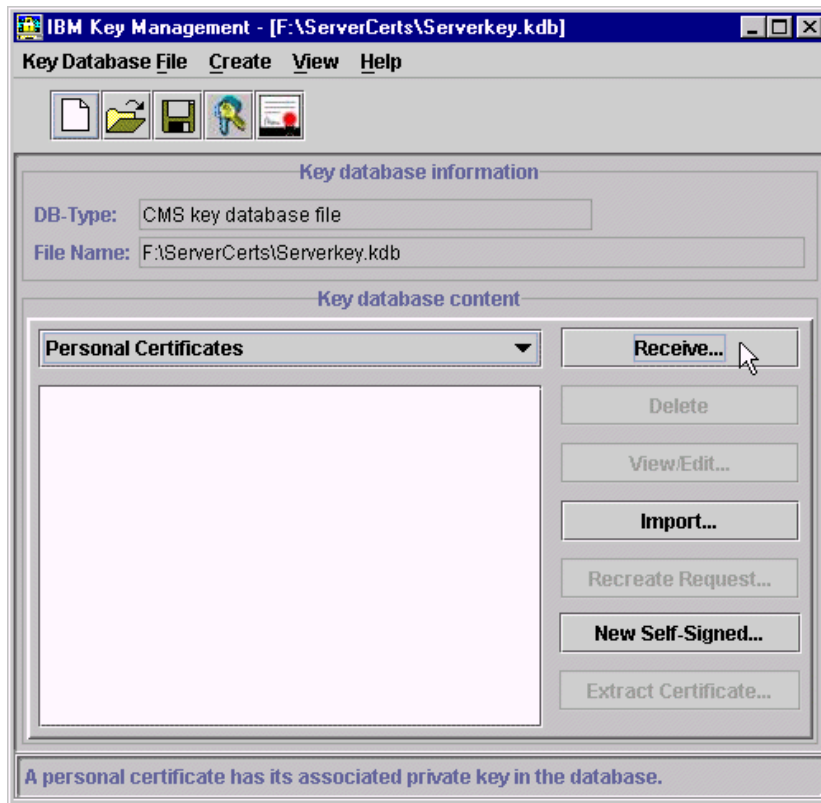 IBM Key Management - [F:\ServerCerts\Serverkey.kdb]
Key Database File Create View Help
Key database information
DB-Type: CMS key database file
File Name: F:\ServerCerts\Serverkey.kdb
Key database content
Personal Certificates
Receive...
Delete
View/Edit...
Import...
Recreate Request...
New Self-Signed...
Extract Certificate...
A personal certificate has its associated private key in the database.